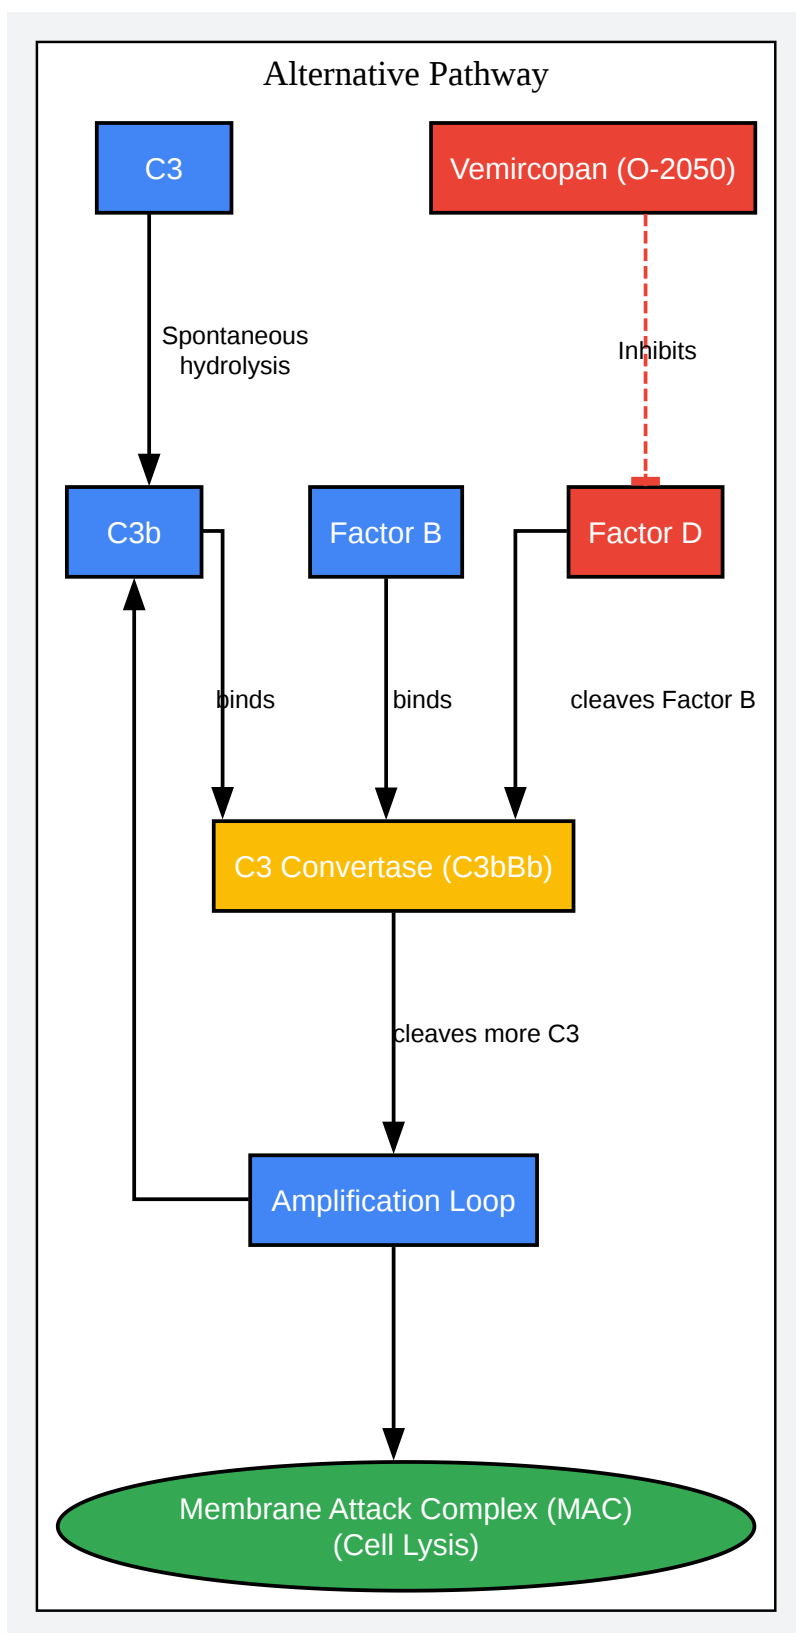 Alternative Pathway
C3
Vemircopan (O-2050)
Spontaneous
hydrolysis
Inhibits
C3b
Factor B
Factor D
binds
binds
cleaves Factor B
C3 Convertase (C3bBb)
cleaves more C3
Amplification Loop
Membrane Attack Complex (MAC)
(Cell Lysis)